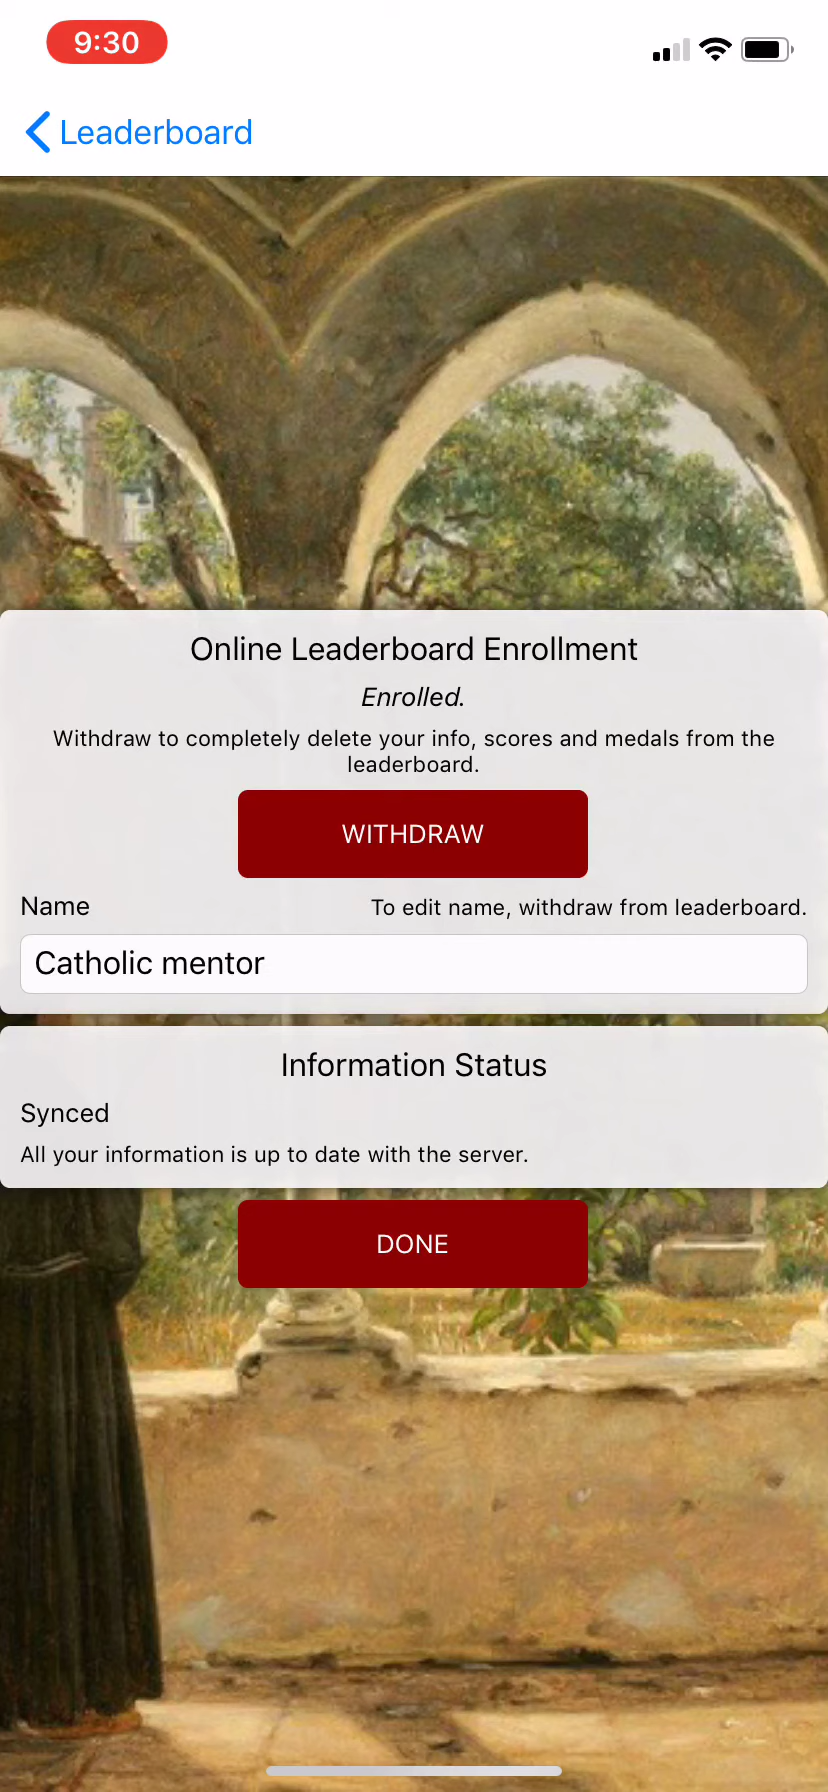 9:30
Leaderboard
Online Leaderboard Enrollment
Enrolled.
Withdraw to completely delete your info, scores and medals from the
leaderboard.
WITHDRAW
Name To edit name, withdraw from leaderboard.
Catholic mentor
Information Status
Synced
All your information is up to date with the server.
DONE